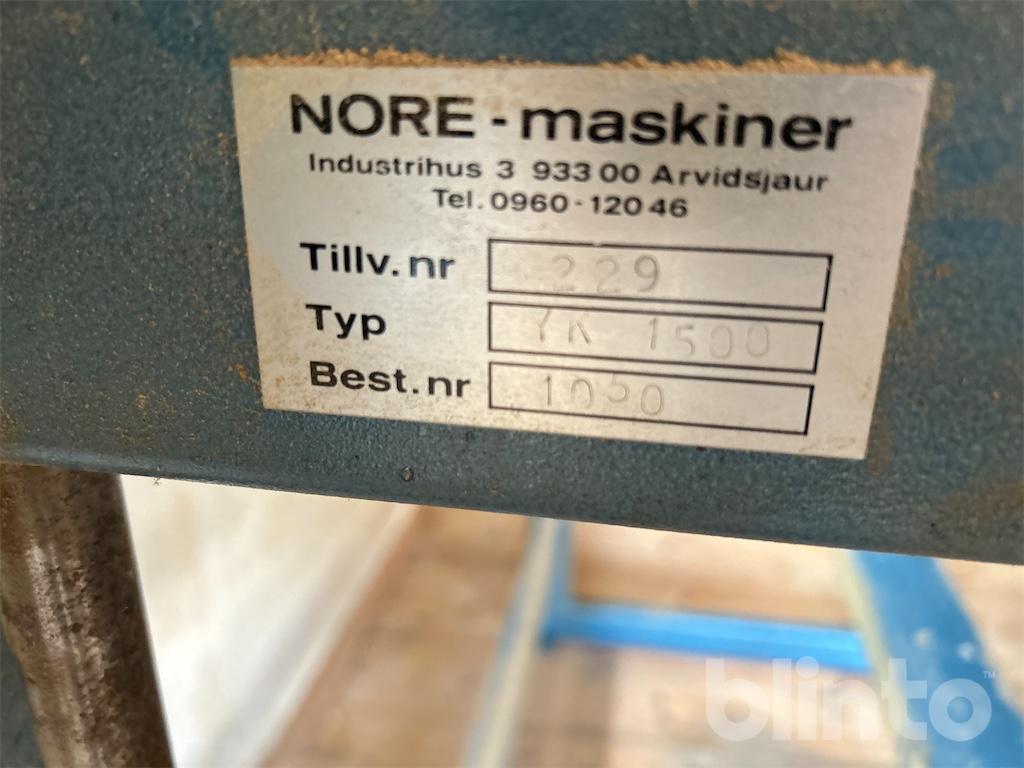 NORE - maskiner
Industrihus 3 933 00 Arvidsjaur
Tel. 0960 - 120 46
Tillv. nr 229
Typ YK 1500
Best. nr 1050
blinto™